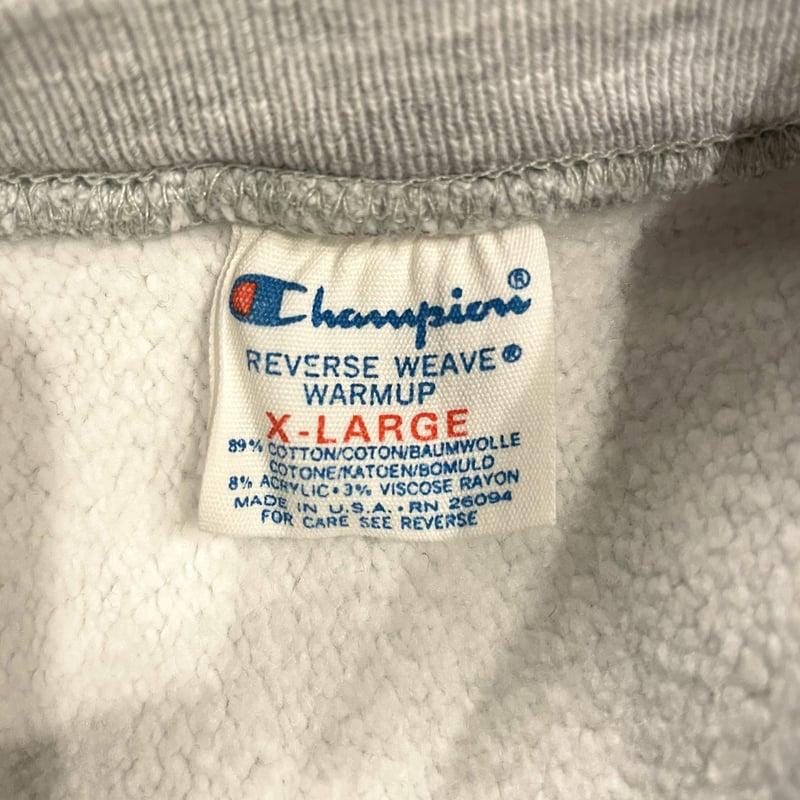 Champion®
REVERSE WEAVE®
WARMUP
X-LARGE
89% COTTON/COTON/BAUMWOLLE
COTONE/KATOEN/BOMULD
8% ACRYLIC • 3% VISCOSE RAYON
MADE IN U.S.A. • RN 26094
FOR CARE SEE REVERSE